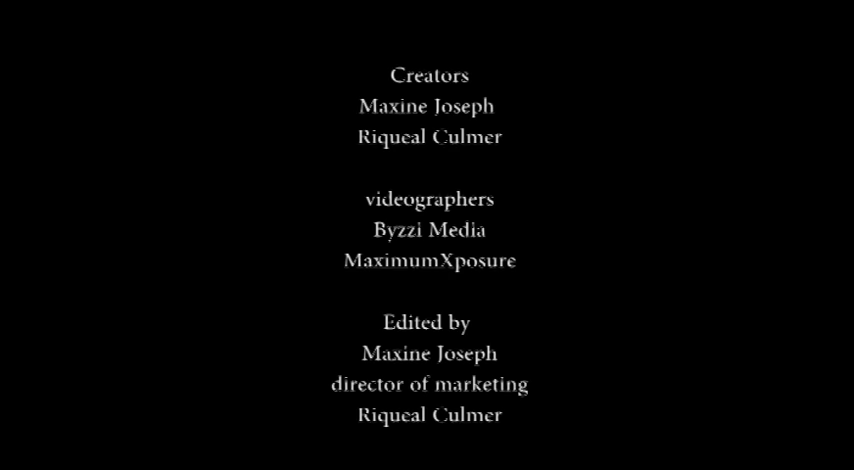 Creators
Maxine Joseph
Riqueal Culmer
videographers
Byzzi Media
MaximumXposure
Edited by
Maxine Joseph
director of marketing
Riqueal Culmer